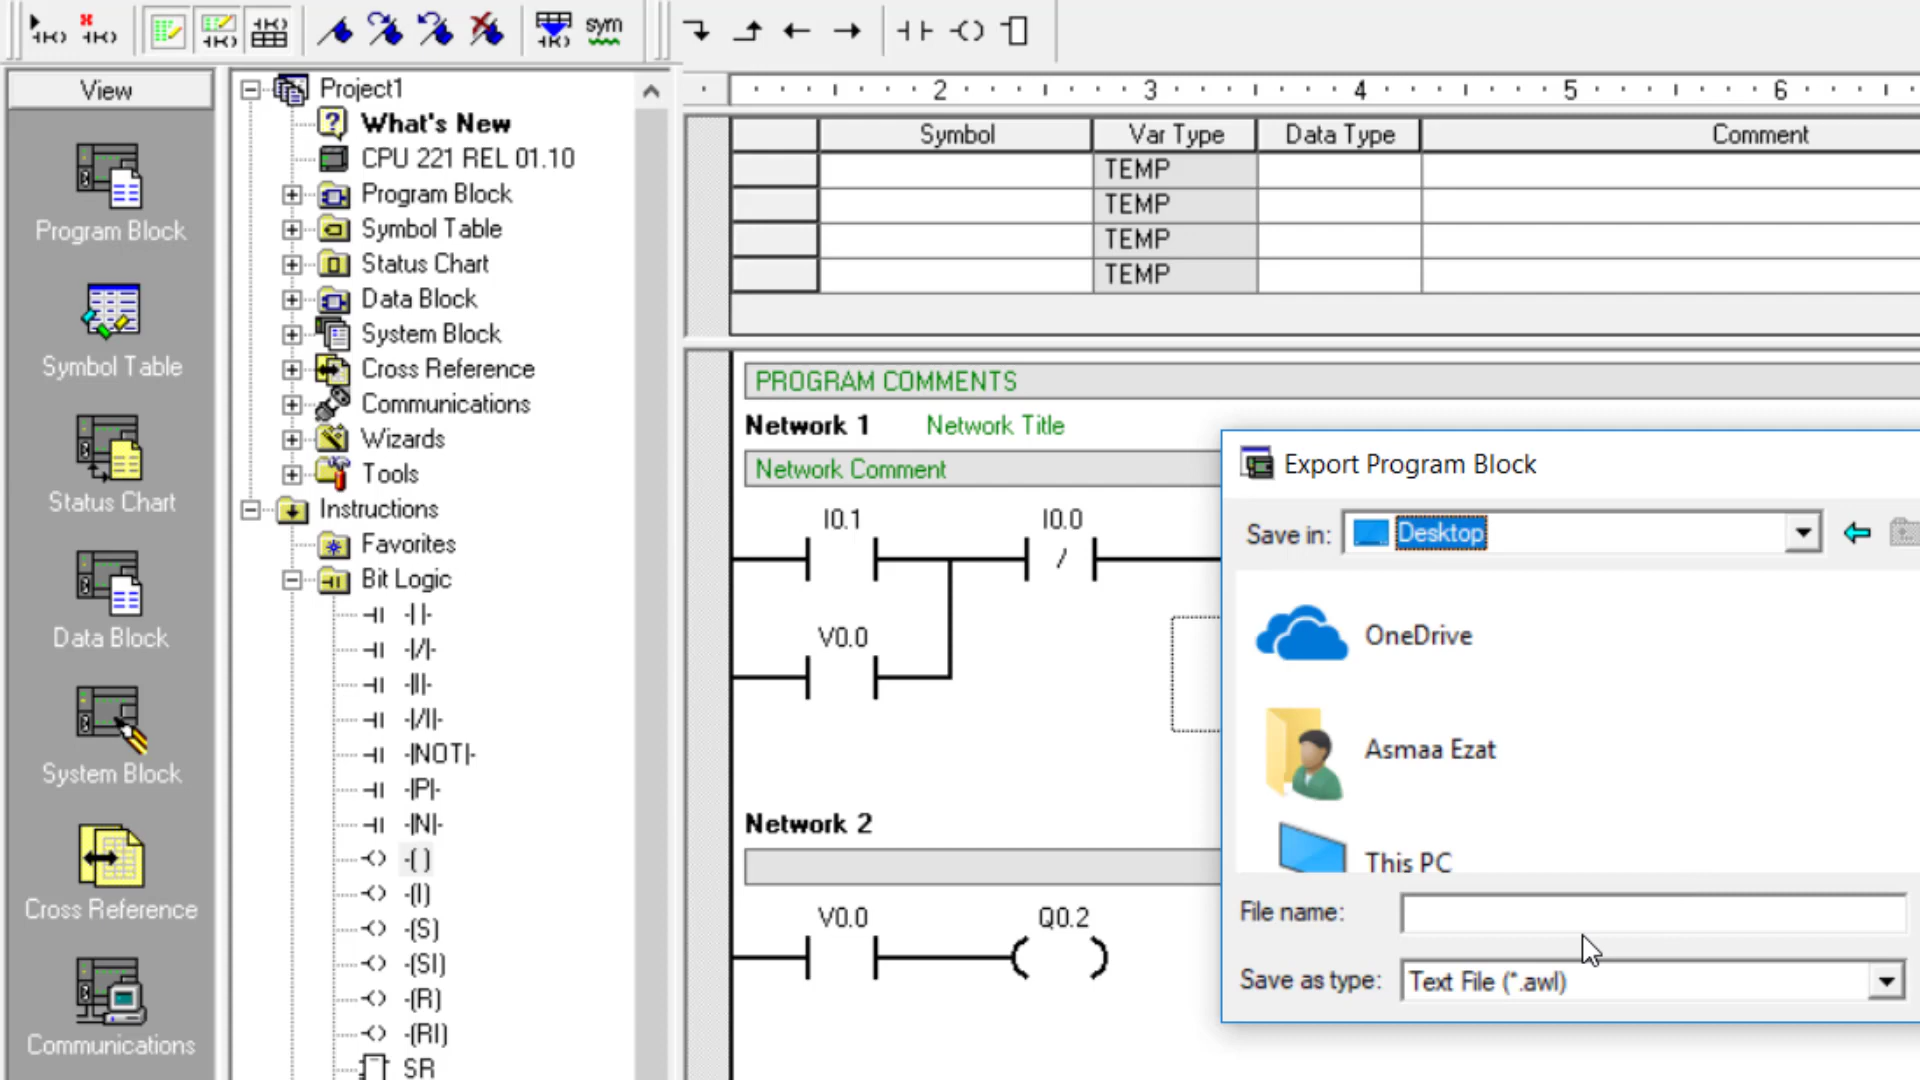 sym
View
Program Block
Symbol Table
Status Chart
Data Block
System Block
Cross Reference
Communications
Project1
What's New
CPU 221 REL 01.10
Program Block
Symbol Table
Status Chart
Data Block
System Block
Cross Reference
Communications
Wizards
Tools
Instructions
Favorites
Bit Logic
-| |-
-|/|-
-|I|-
-|/I|-
-|NOT|-
-|P|-
-|N|-
-( )
-(I)
-(S)
-(SI)
-(R)
-(RI)
SR
2 3 4 5 6
Symbol Var Type Data Type Comment
TEMP
TEMP
TEMP
TEMP
PROGRAM COMMENTS
Network 1 Network Title
Network Comment
I0.1 I0.0
/
V0.0
Network 2
V0.0 Q0.2
Export Program Block
Save in: Desktop
OneDrive
Asmaa Ezat
This PC
File name:
Save as type: Text File (*.awl)